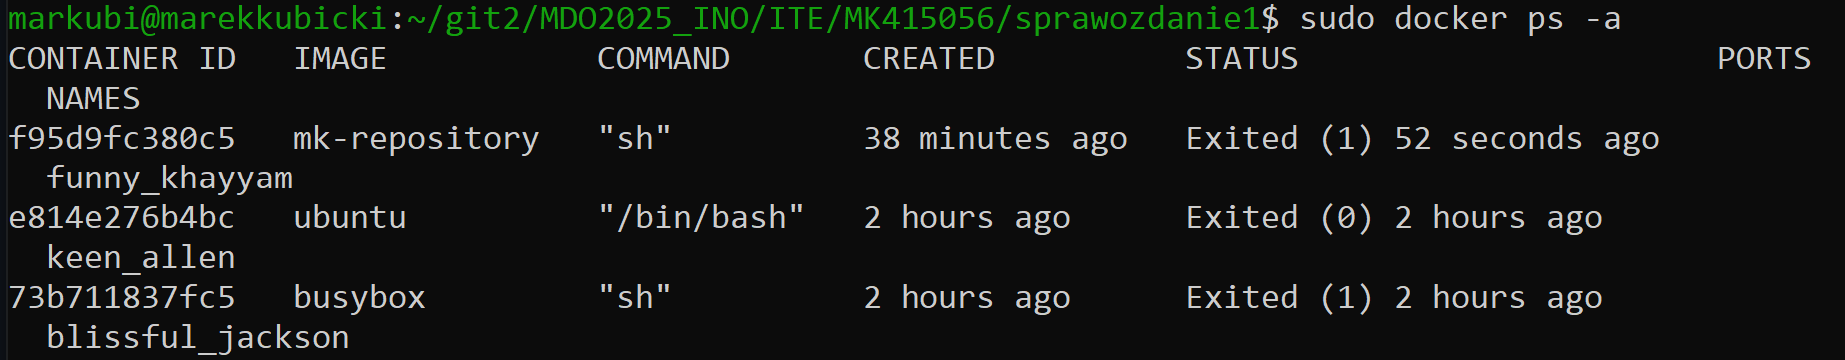 markubi@marekkubicki:~/git2/MDO2025_INO/ITE/MK415056/sprawozdanie1$ sudo docker ps -a
CONTAINER ID   IMAGE           COMMAND       CREATED          STATUS                      PORTS
  NAMES
f95d9fc380c5   mk-repository   "sh"          38 minutes ago   Exited (1) 52 seconds ago
  funny_khayyam
e814e276b4bc   ubuntu          "/bin/bash"   2 hours ago      Exited (0) 2 hours ago
  keen_allen
73b711837fc5   busybox         "sh"          2 hours ago      Exited (1) 2 hours ago
  blissful_jackson